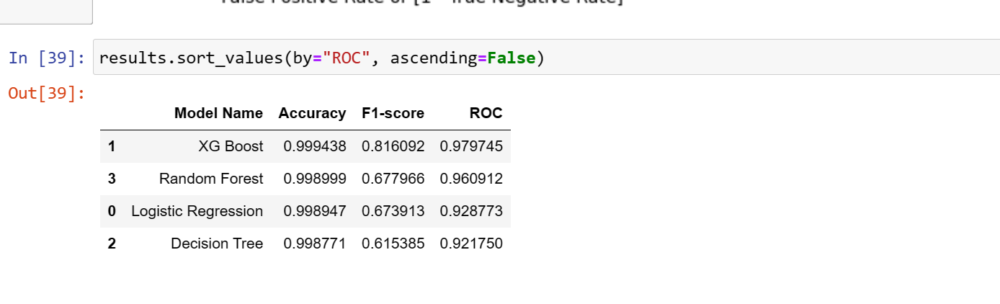 False Positive Rate or [1 - True Negative Rate]
In [39]: results.sort_values(by="ROC", ascending=False)
Out[39]:
Model Name Accuracy F1-score ROC
1 XG Boost 0.999438 0.816092 0.979745
3 Random Forest 0.998999 0.677966 0.960912
0 Logistic Regression 0.998947 0.673913 0.928773
2 Decision Tree 0.998771 0.615385 0.921750